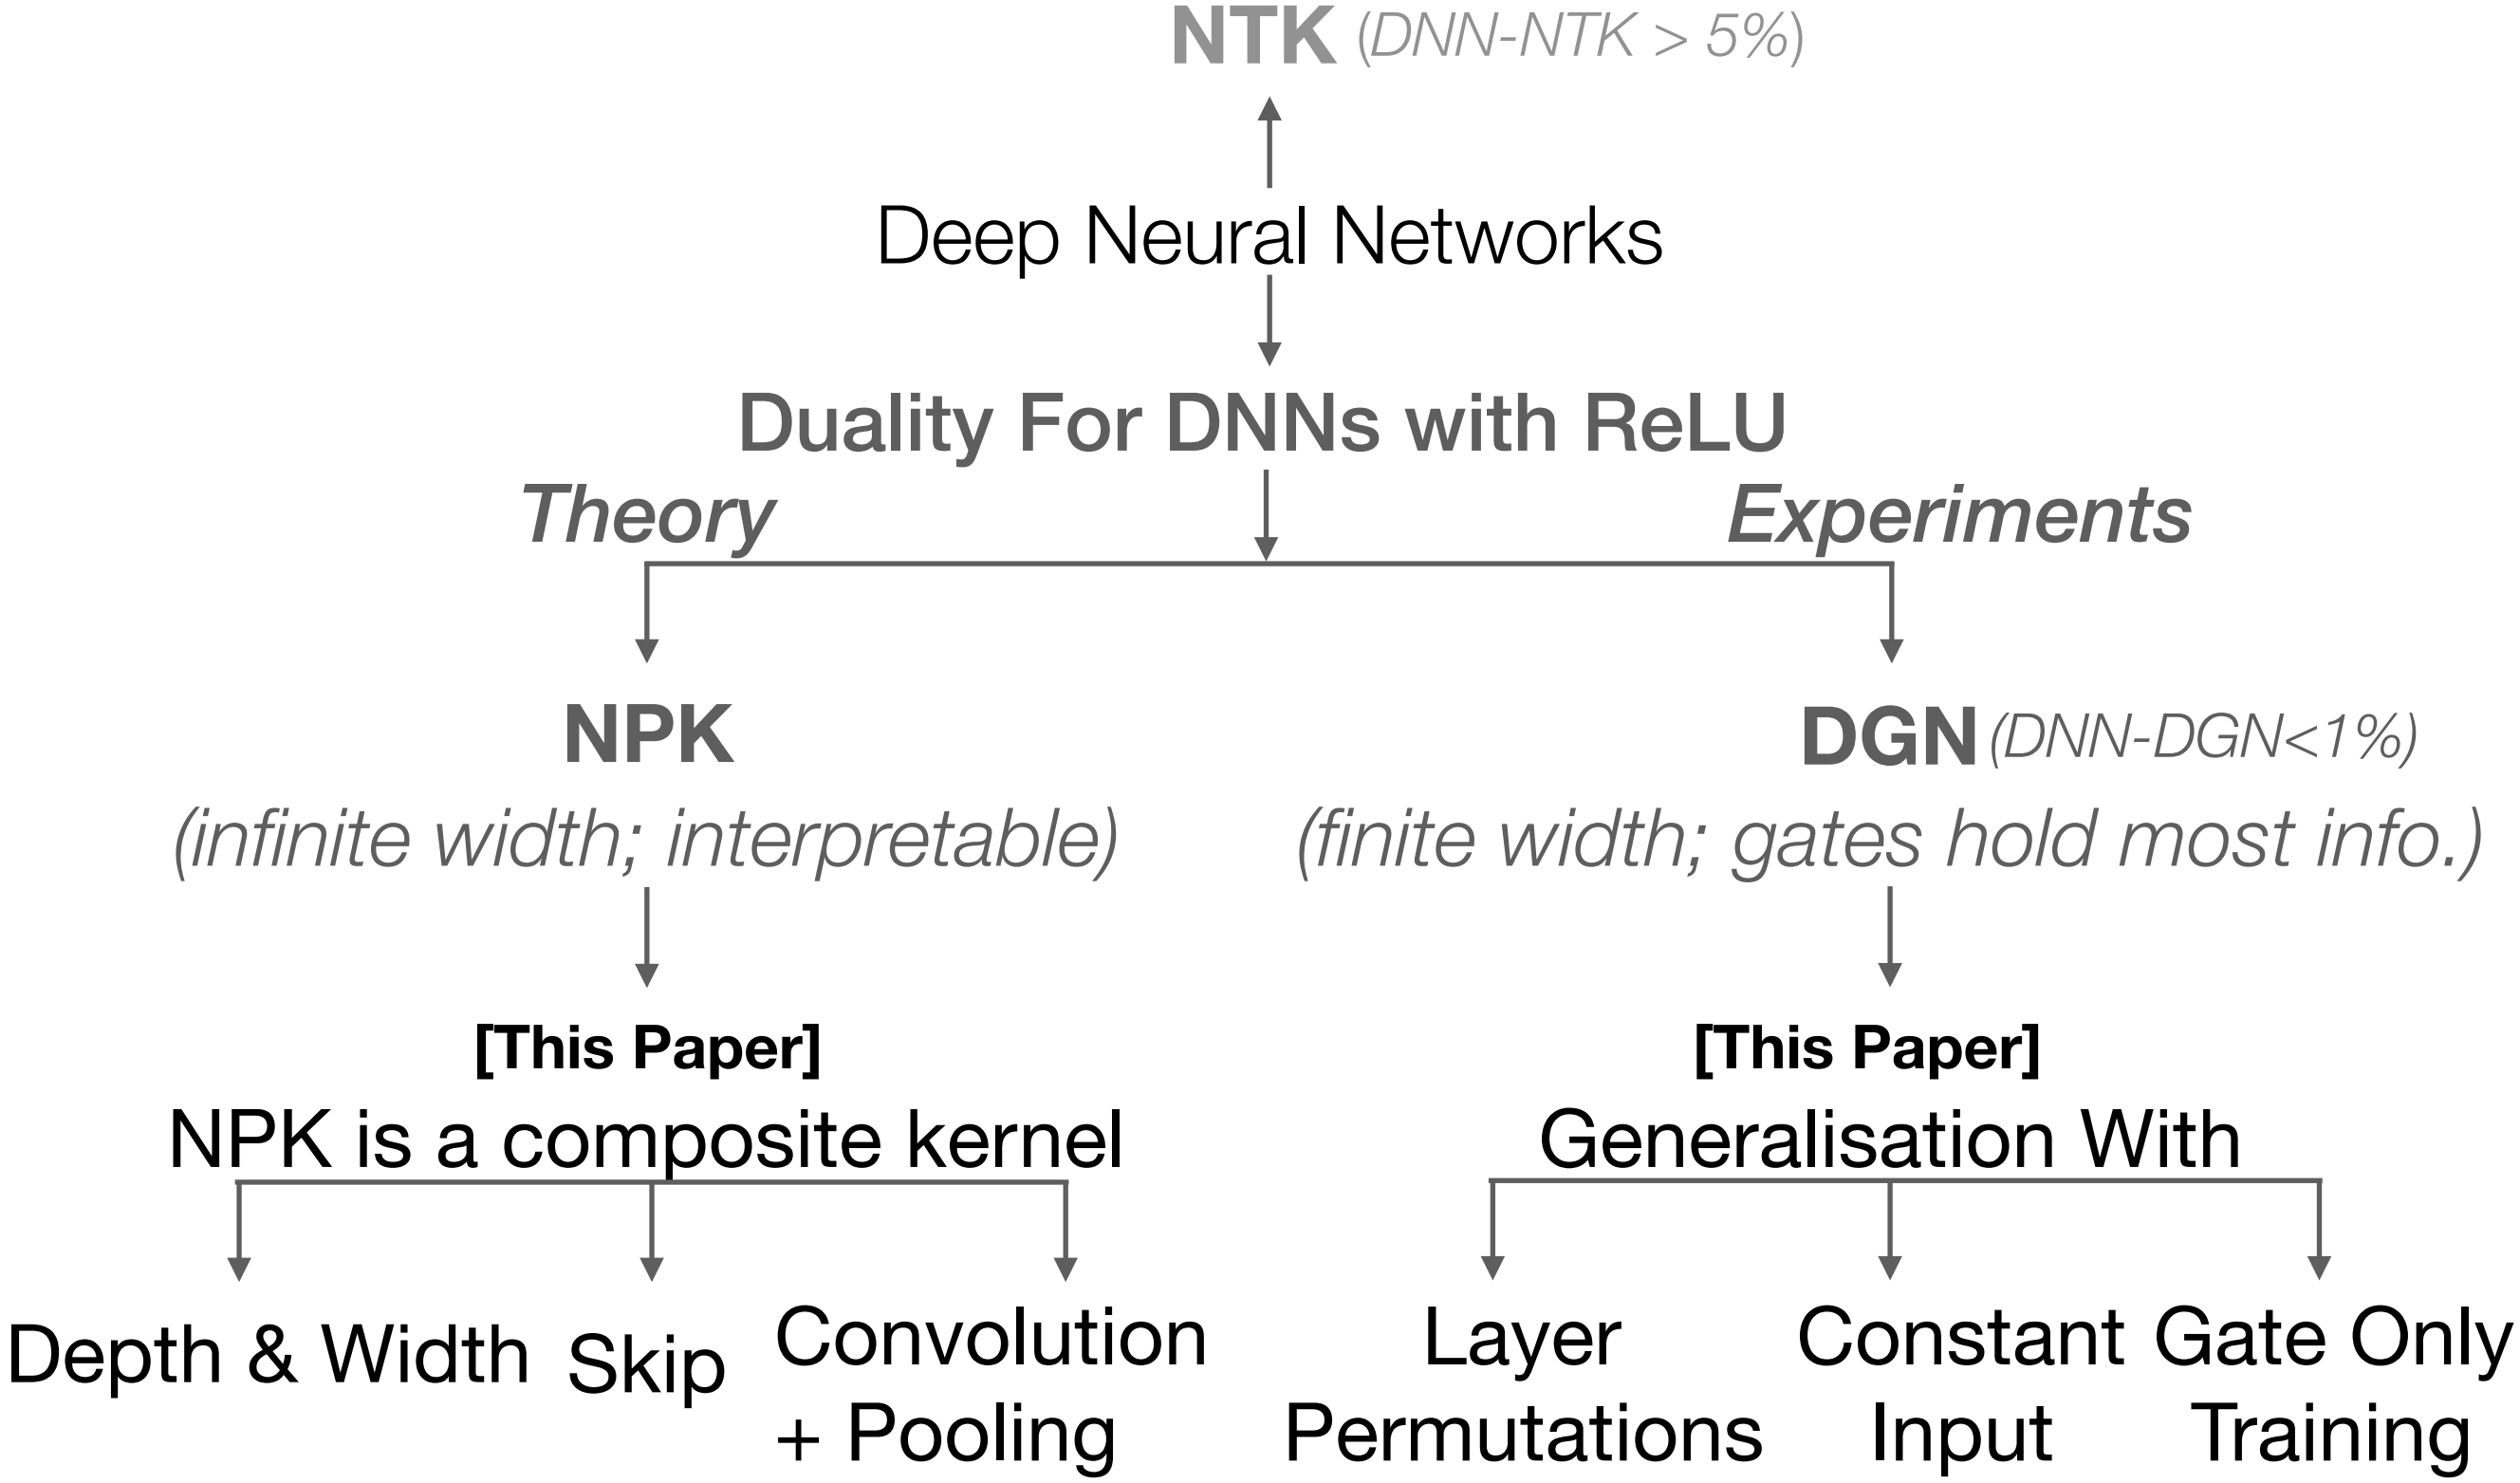 NTK (DNN-NTK > 5%)
Deep Neural Networks
Duality For DNNs with ReLU
Theory
Experiments
NPK
(infinite width; interpretable)
DGN (DNN-DGN<1%)
(finite width; gates hold most info.)
[This Paper]
NPK is a composite kernel
[This Paper]
Generalisation With
Depth & Width
Skip
Convolution
+ Pooling
Layer
Permutations
Constant
Input
Gate Only
Training